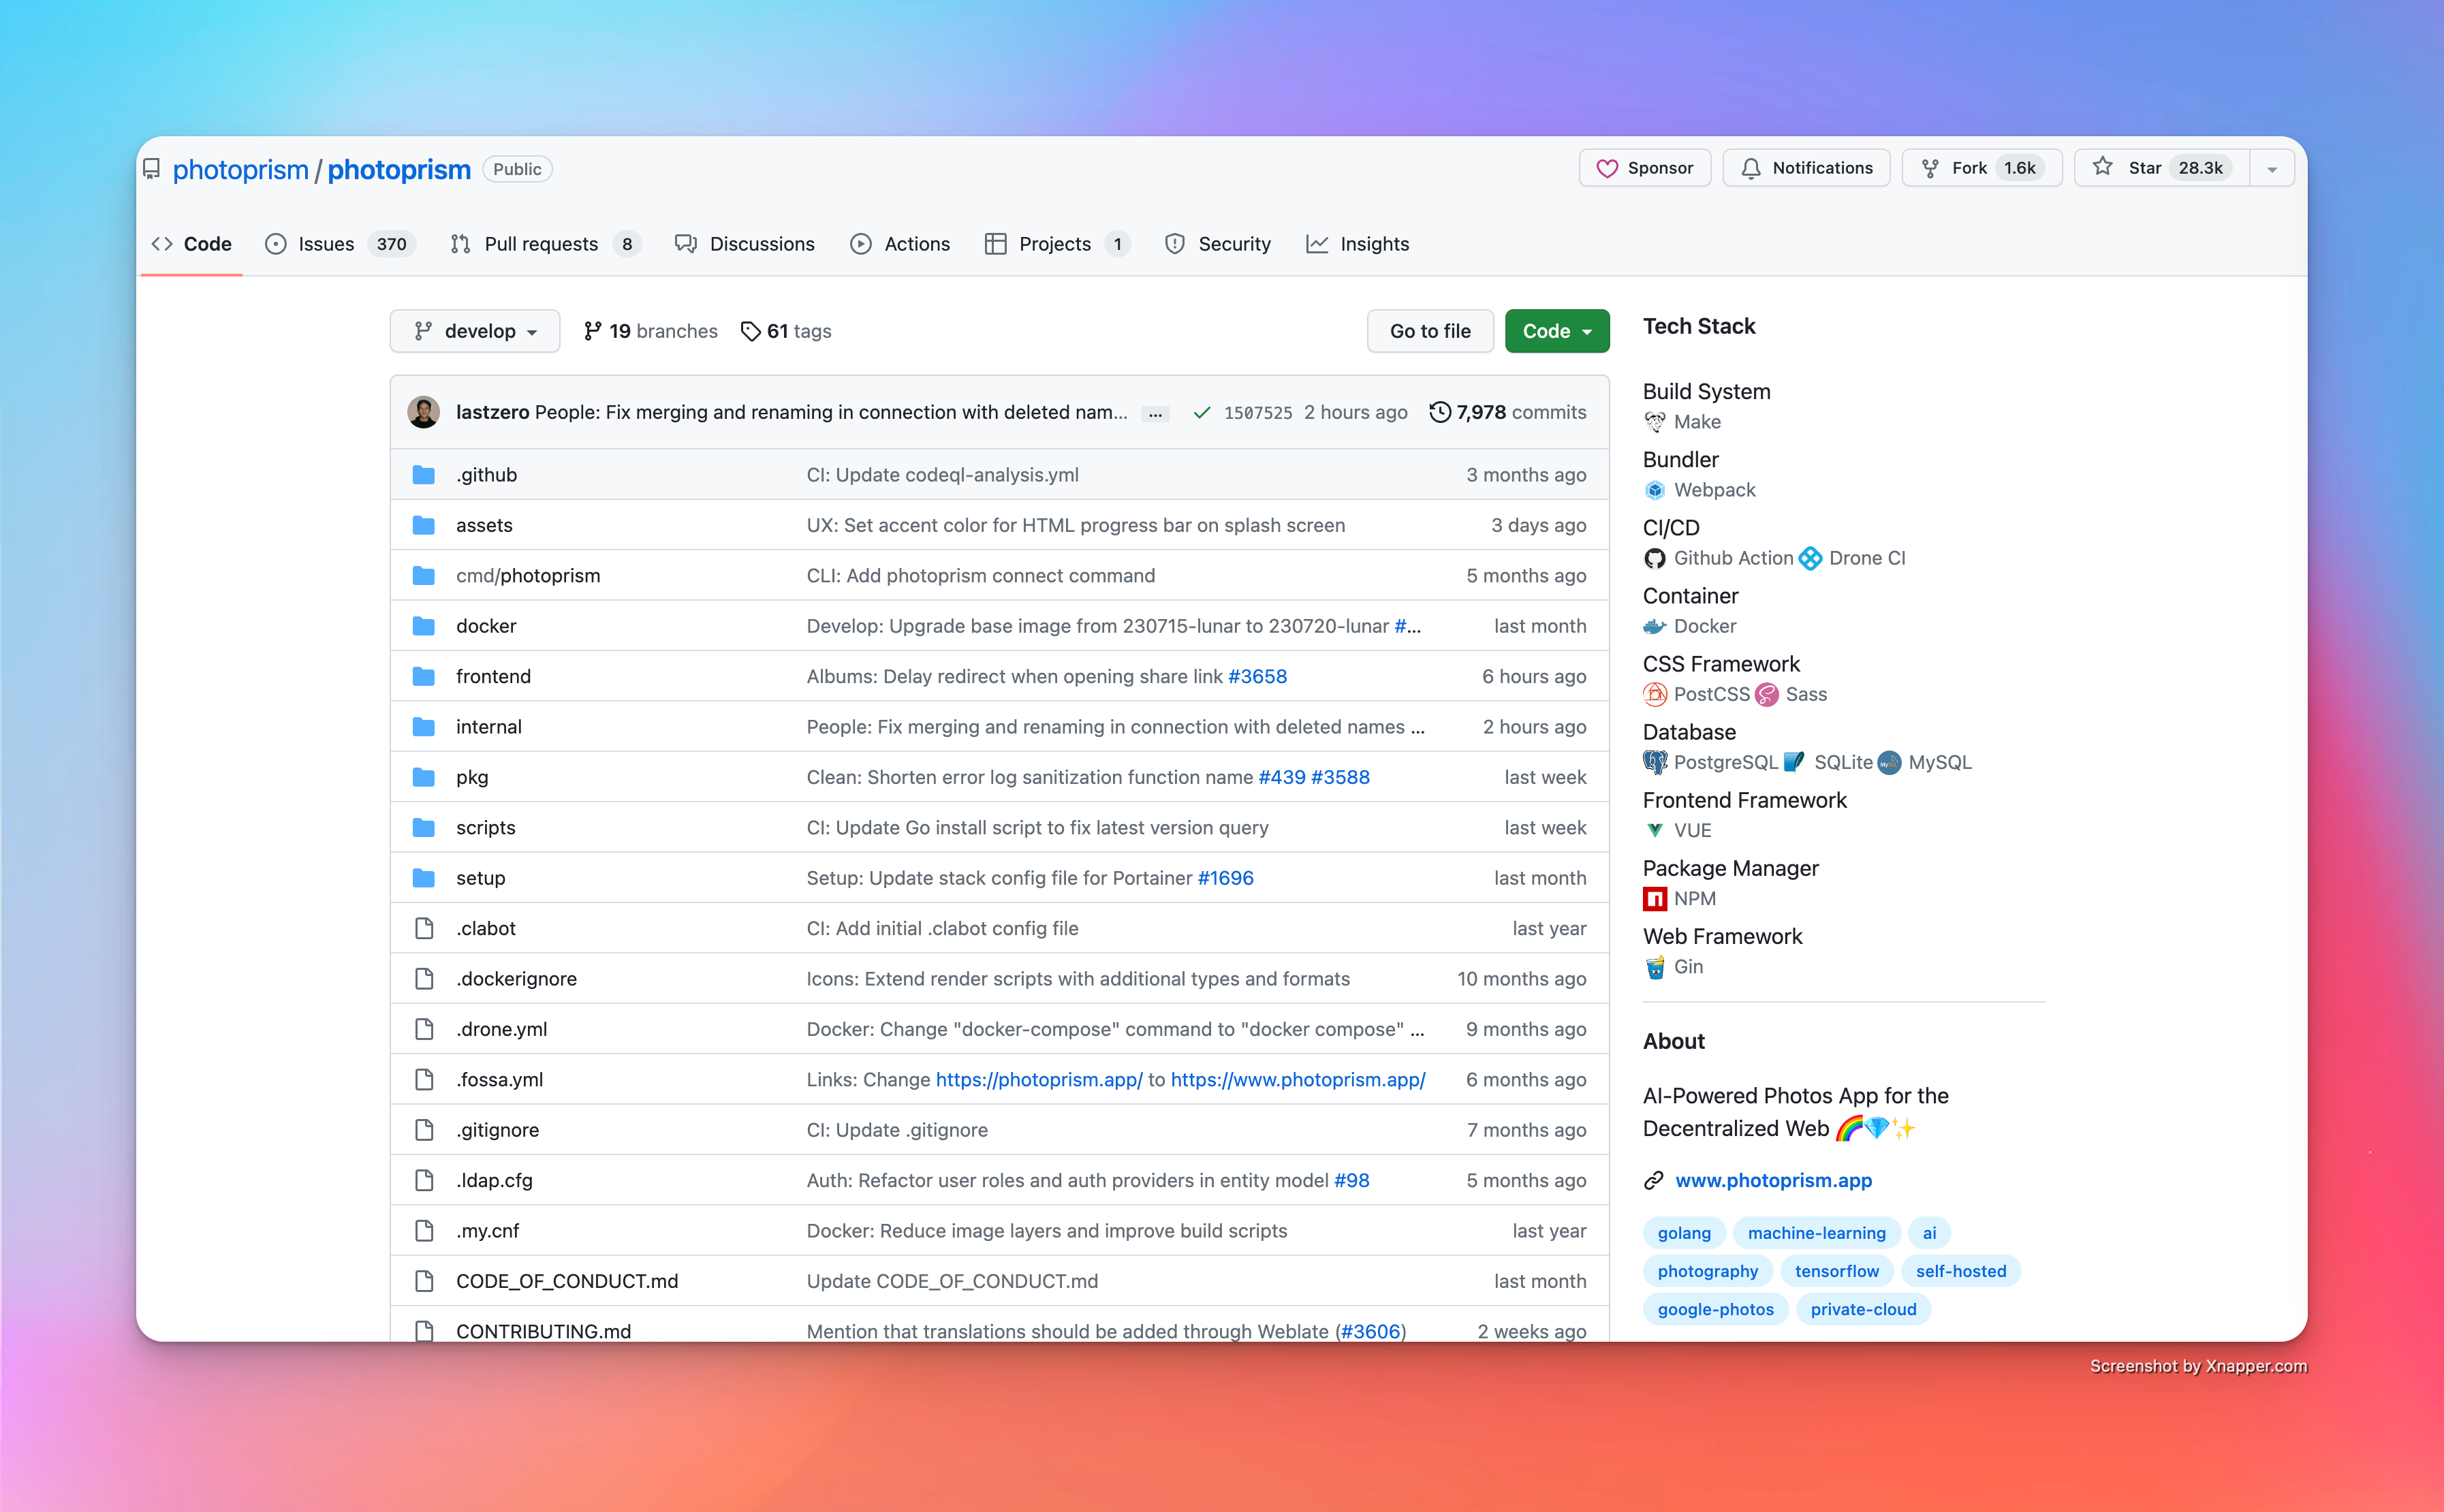 photoprism / photoprism Public
Sponsor Notifications Fork 1.6k Star 28.3k
Code Issues 370 Pull requests 8 Discussions Actions Projects 1 Security Insights
develop 19 branches 61 tags Go to file Code
lastzero People: Fix merging and renaming in connection with deleted nam... ... 1507525 2 hours ago 7,978 commits
.github CI: Update codeql-analysis.yml 3 months ago
assets UX: Set accent color for HTML progress bar on splash screen 3 days ago
cmd/photoprism CLI: Add photoprism connect command 5 months ago
docker Develop: Upgrade base image from 230715-lunar to 230720-lunar #... last month
frontend Albums: Delay redirect when opening share link #3658 6 hours ago
internal People: Fix merging and renaming in connection with deleted names ... 2 hours ago
pkg Clean: Shorten error log sanitization function name #439 #3588 last week
scripts CI: Update Go install script to fix latest version query last week
setup Setup: Update stack config file for Portainer #1696 last month
.clabot CI: Add initial .clabot config file last year
.dockerignore Icons: Extend render scripts with additional types and formats 10 months ago
.drone.yml Docker: Change "docker-compose" command to "docker compose" ... 9 months ago
.fossa.yml Links: Change https://photoprism.app/ to https://www.photoprism.app/ 6 months ago
.gitignore CI: Update .gitignore 7 months ago
.ldap.cfg Auth: Refactor user roles and auth providers in entity model #98 5 months ago
.my.cnf Docker: Reduce image layers and improve build scripts last year
CODE_OF_CONDUCT.md Update CODE_OF_CONDUCT.md last month
CONTRIBUTING.md Mention that translations should be added through Weblate (#3606) 2 weeks ago
Tech Stack
Build System
Make
Bundler
Webpack
CI/CD
Github Action Drone CI
Container
Docker
CSS Framework
PostCSS Sass
Database
PostgreSQL SQLite MySQL
Frontend Framework
VUE
Package Manager
NPM
Web Framework
Gin
About
AI-Powered Photos App for the
Decentralized Web 🌈💎✨
www.photoprism.app
golang machine-learning ai
photography tensorflow self-hosted
google-photos private-cloud
Screenshot by Xnapper.com